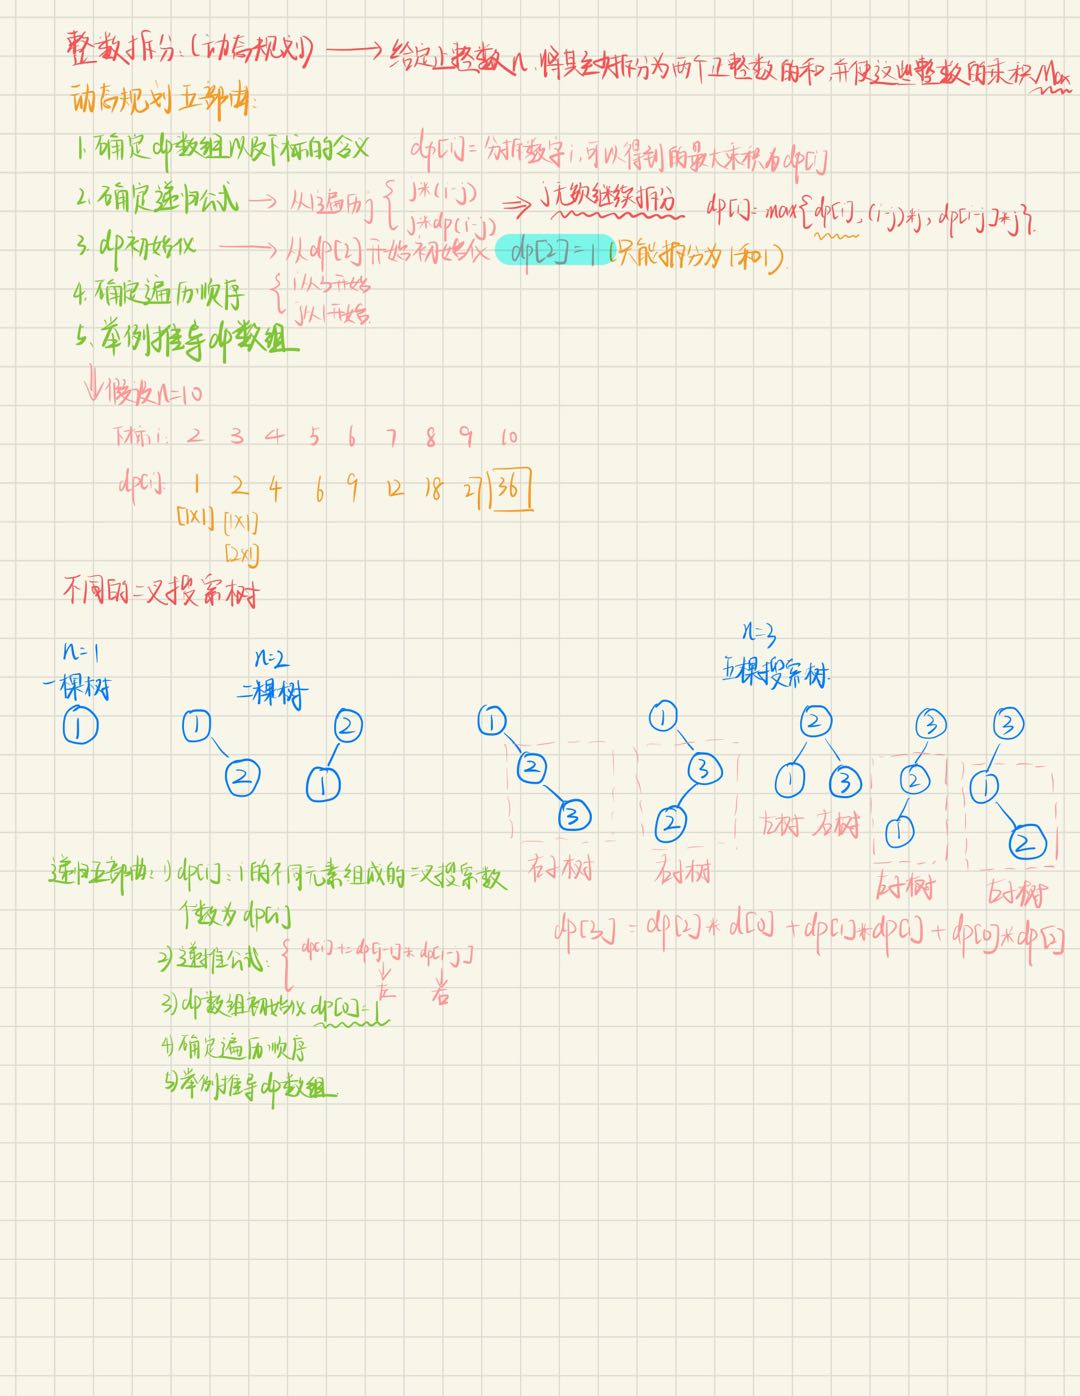 整数拆分:(动态规划) → 给定正整数n,将其至少拆分为两个正整数的和,并使这些整数的乘积Max
动态规划五部曲:
1.确定dp数组以及下标的含义 dp[i]=分拆数字i,可以得到的最大乘积为dp[i]
2.确定递归公式 → 从1遍历j { j*(i-j) j*dp(i-j) ⇒ j无须继续拆分 dp[i]=max{dp[i],(i-j)*j,dp[i-j]*j}.
3.dp初始化 → 从dp[2]开始初始化 dp[2]=1 (只能拆分为1和1)
4.确定遍历顺序 { i从3开始 j从1开始.
5.举例推导dp数组
↓假设n=10
下标i: 2 3 4 5 6 7 8 9 10
dp[i]: 1 2 4 6 9 12 18 27 36
[1×1] [1×1]
[2×1]
不同的二叉搜索树
n=1 n=2 n=3
一棵树 二棵树 五棵搜索树.
① ① ② ① ① ② ③ ③
② ① ② ③ ① ③ ② ①
③ ② ① ②
左树 右树
右子树 右子树 左子树 左子树
递归五部曲:1)dp[i]:i的不同元素组成的二叉搜索数
个数为dp[i]
dp[3]=dp[2]*d[0]+dp[1]*dp[1]+dp[0]*dp[2]
2)递推公式:{ dp[i]+=dp[j-1]*dp[i-j]
↓左 ↓右
3)dp数组初始化dp[0]=1
4)确定遍历顺序
5)举例推导dp数组.